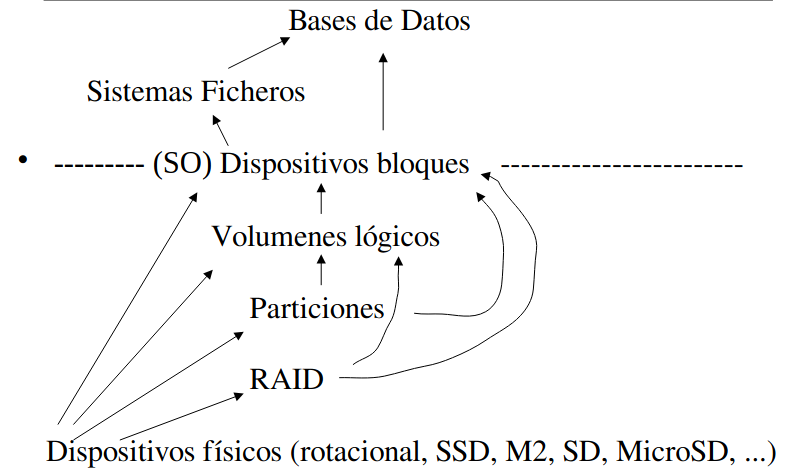 Bases de Datos
Sistemas Ficheros
• --------- (SO) Dispositivos bloques ------------------------
Volumenes lógicos
Particiones
RAID
Dispositivos físicos (rotacional, SSD, M2, SD, MicroSD, ...)